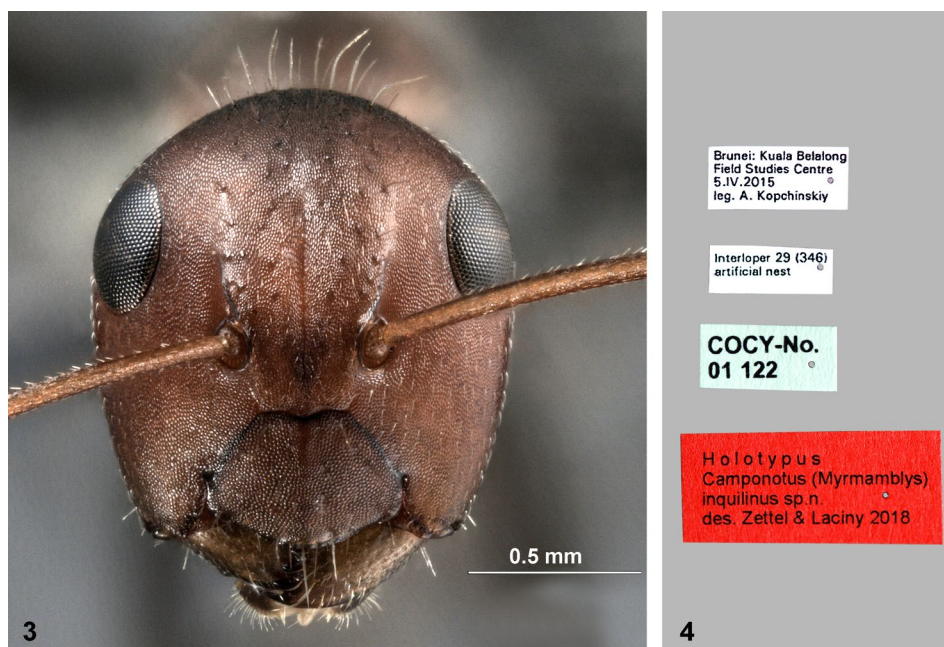 0.5 mm
3
Brunei: Kuala Belalong
Field Studies Centre
5.IV.2015
leg. A. Kopchinskiy
Interloper 29 (346)
artificial nest
COCY-No.
01 122
Holotypus
Camponotus (Myrmamblys)
inquilinus sp.n.
des. Zettel & Laciny 2018
4